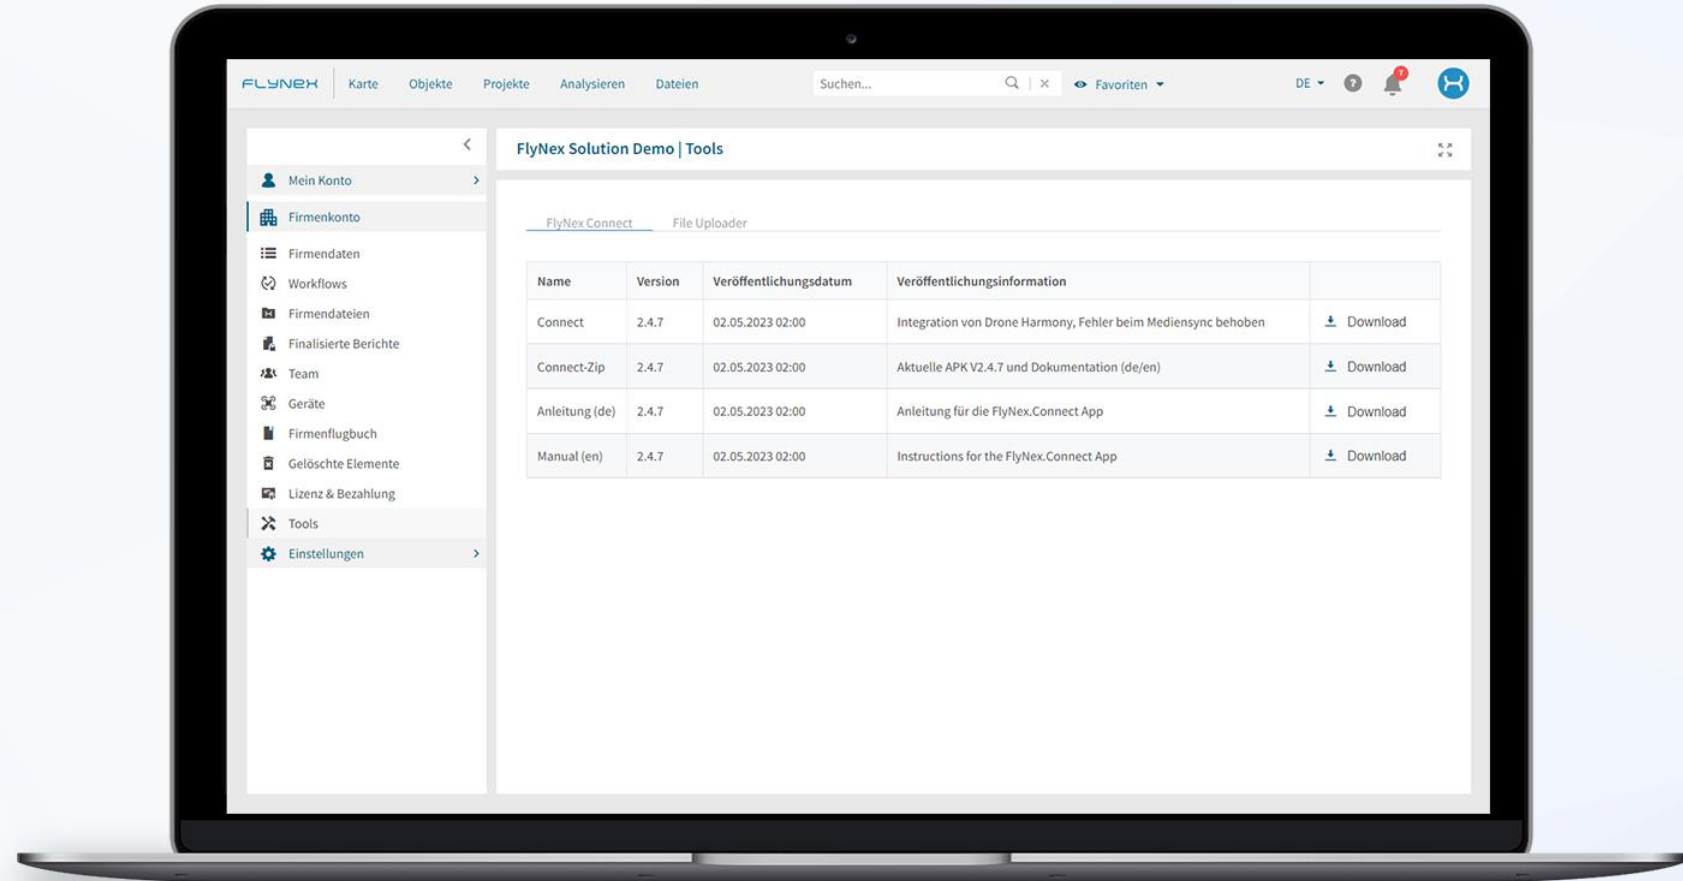 FLYNEX Karte Objekte Projekte Analysieren Dateien Suchen... Favoriten DE ? 7
FlyNex Solution Demo | Tools
Mein Konto
Firmenkonto
Firmendaten
Workflows
Firmendateien
Finalisierte Berichte
Team
Geräte
Firmenflugbuch
Gelöschte Elemente
Lizenz & Bezahlung
Tools
Einstellungen
FlyNex Connect File Uploader
Name Version Veröffentlichungsdatum Veröffentlichungsinformation
Connect 2.4.7 02.05.2023 02:00 Integration von Drone Harmony, Fehler beim Mediensync behoben Download
Connect-Zip 2.4.7 02.05.2023 02:00 Aktuelle APK V2.4.7 und Dokumentation (de/en) Download
Anleitung (de) 2.4.7 02.05.2023 02:00 Anleitung für die FlyNex.Connect App Download
Manual (en) 2.4.7 02.05.2023 02:00 Instructions for the FlyNex.Connect App Download